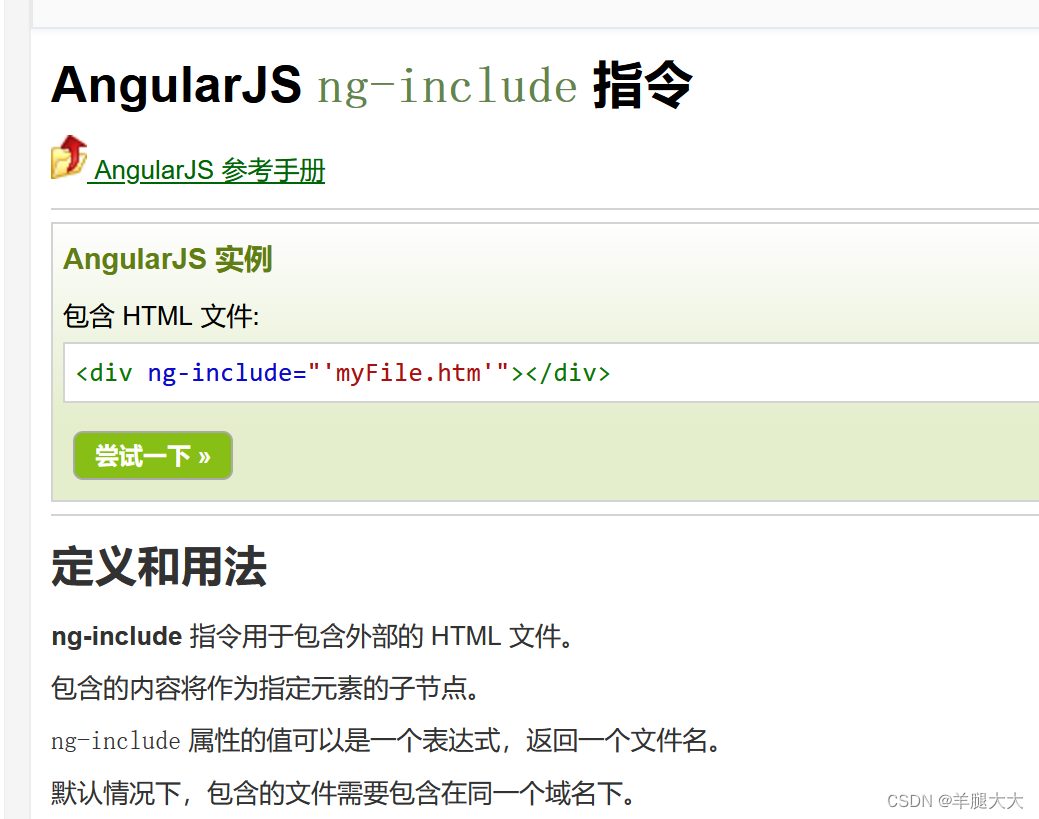 AngularJS ng-include 指令
AngularJS 参考手册
AngularJS 实例
包含 HTML 文件:
<div ng-include="'myFile.htm'"></div>
尝试一下 »
定义和用法
ng-include 指令用于包含外部的 HTML 文件。
包含的内容将作为指定元素的子节点。
ng-include 属性的值可以是一个表达式，返回一个文件名。
默认情况下，包含的文件需要包含在同一个域名下。
CSDN @羊腿大大